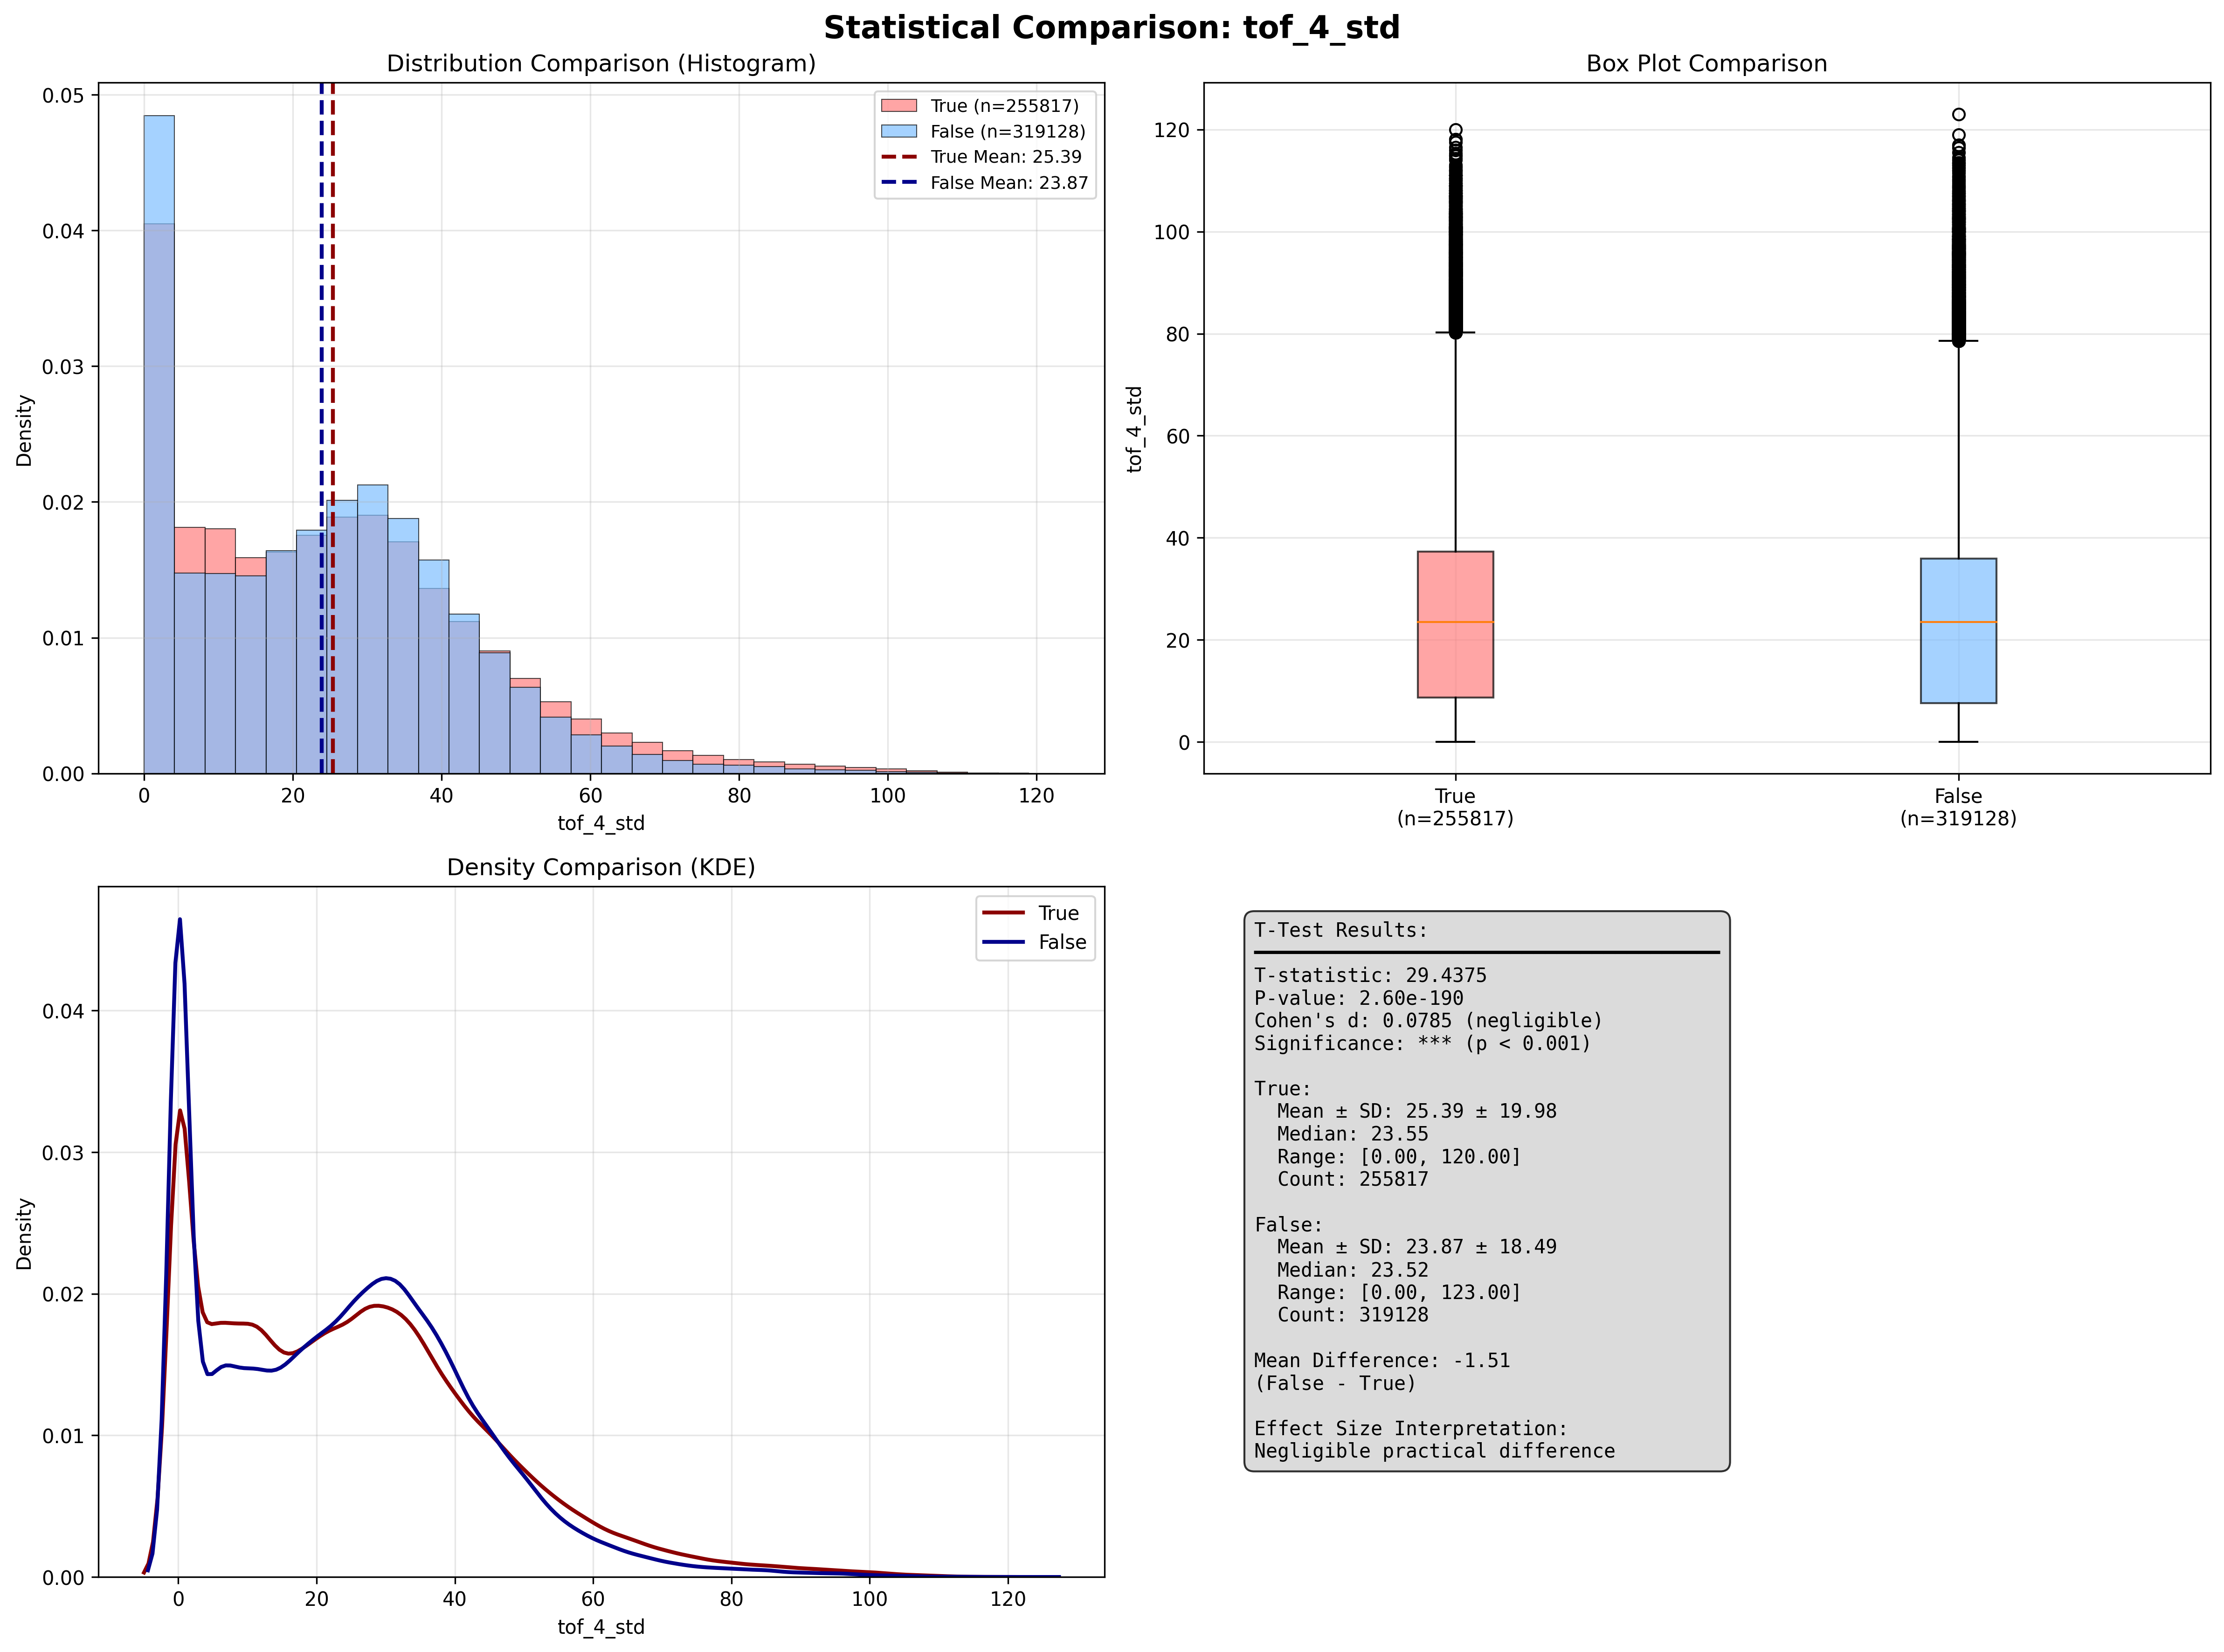 Statistical Comparison: tof_4_std
Distribution Comparison (Histogram)
0.05
0.04
0.03
0.02
0.01
0.00
Density
0 20 40 60 80 100 120
tof_4_std
True (n=255817)
False (n=319128)
True Mean: 25.39
False Mean: 23.87
Box Plot Comparison
120
100
80
60
40
20
0
tof_4_std
True
(n=255817)
False
(n=319128)
Density Comparison (KDE)
0.04
0.03
0.02
0.01
0.00
Density
0 20 40 60 80 100 120
tof_4_std
True
False
T-Test Results:
T-statistic: 29.4375
P-value: 2.60e-190
Cohen's d: 0.0785 (negligible)
Significance: *** (p < 0.001)
True:
Mean ± SD: 25.39 ± 19.98
Median: 23.55
Range: [0.00, 120.00]
Count: 255817
False:
Mean ± SD: 23.87 ± 18.49
Median: 23.52
Range: [0.00, 123.00]
Count: 319128
Mean Difference: -1.51
(False - True)
Effect Size Interpretation:
Negligible practical difference